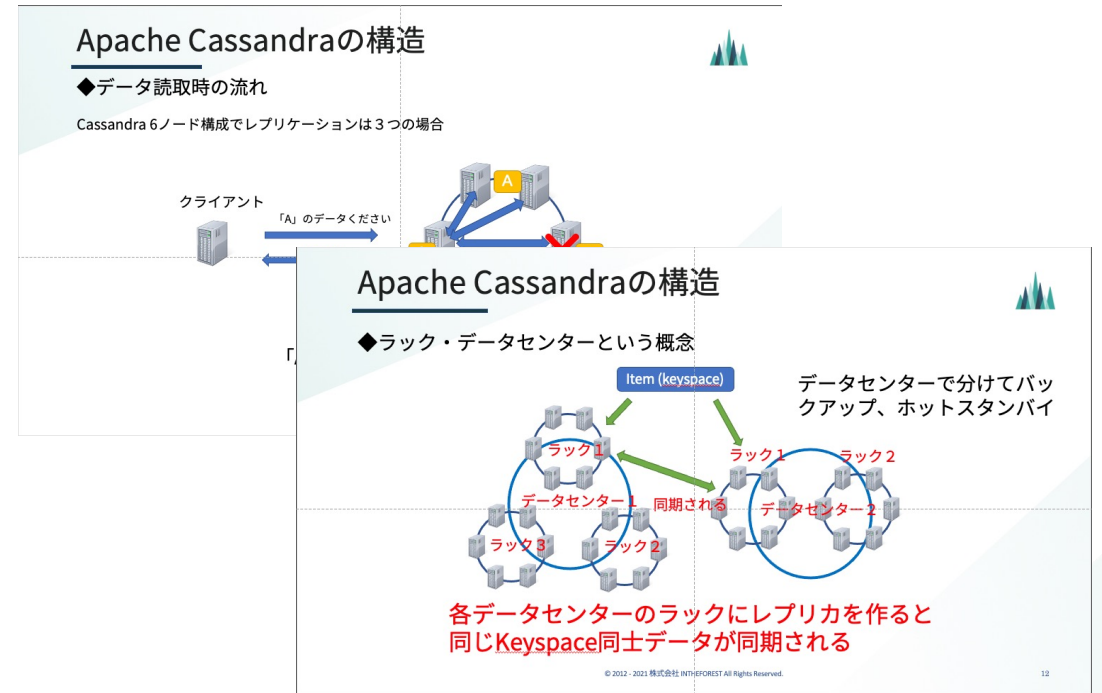 Apache Cassandraの構造
◆データ読取時の流れ
Cassandra 6ノード構成でレプリケーションは３つの場合
クライアント
「A」のデータください
A
Apache Cassandraの構造
◆ラック・データセンターという概念
Item (keyspace)
データセンターで分けてバッ
クアップ、ホットスタンバイ
ラック１
ラック１
ラック２
データセンター１
同期される
データセンター２
ラック３
ラック２
各データセンターのラックにレプリカを作ると
同じKeyspace同士データが同期される
© 2012 - 2021 株式会社 INTHEFOREST All Rights Reserved.
12